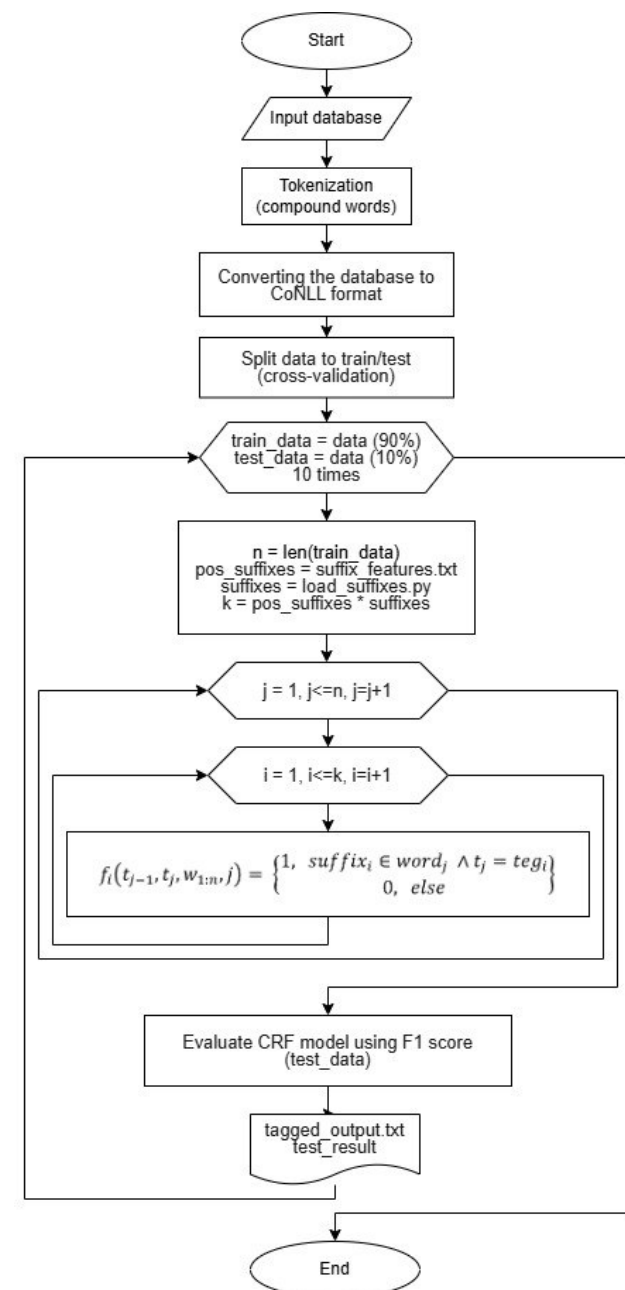 Start
Input database
Tokenization
(compound words)
Converting the database to
CoNLL format
Split data to train/test
(cross-validation)
train_data = data (90%)
test_data = data (10%)
10 times
n = len(train_data)
pos_suffixes = suffix_features.txt
suffixes = load_suffixes.py
k = pos_suffixes * suffixes
j = 1, j<=n, j=j+1
i = 1, i<=k, i=i+1
f_i(t_{j-1}, t_j, w_{1:n}, j) = {1, suffix_i ∈ word_j ∧ t_j = teg_i}
0, else
Evaluate CRF model using F1 score
(test_data)
tagged_output.txt
test_result
End